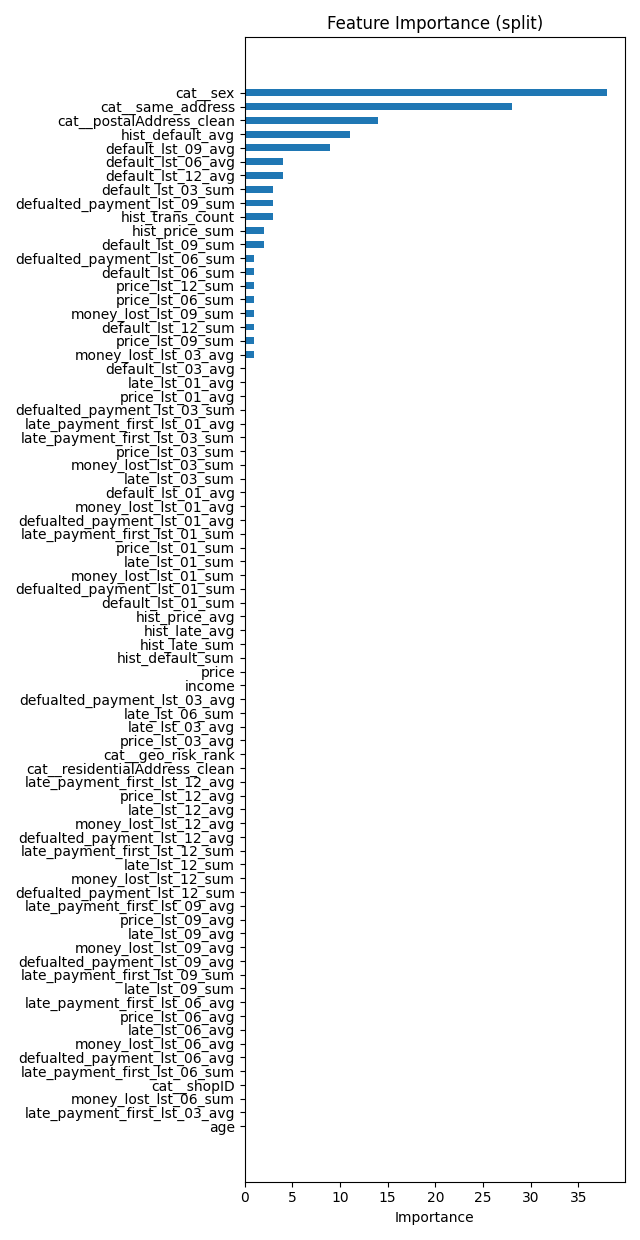 Feature Importance (split)
cat__sex
cat__same_address
cat__postalAddress_clean
hist_default_avg
default_lst_09_avg
default_lst_06_avg
default_lst_12_avg
default_lst_03_sum
defualted_payment_lst_09_sum
hist_trans_count
hist_price_sum
default_lst_09_sum
defualted_payment_lst_06_sum
default_lst_06_sum
price_lst_12_sum
price_lst_06_sum
money_lost_lst_09_sum
default_lst_12_sum
price_lst_09_sum
money_lost_lst_03_avg
default_lst_03_avg
late_lst_01_avg
price_lst_01_avg
defualted_payment_lst_03_sum
late_payment_first_lst_01_avg
late_payment_first_lst_03_sum
price_lst_03_sum
money_lost_lst_03_sum
late_lst_03_sum
default_lst_01_avg
money_lost_lst_01_avg
defualted_payment_lst_01_avg
late_payment_first_lst_01_sum
price_lst_01_sum
late_lst_01_sum
money_lost_lst_01_sum
defualted_payment_lst_01_sum
default_lst_01_sum
hist_price_avg
hist_late_avg
hist_late_sum
hist_default_sum
price
income
defualted_payment_lst_03_avg
late_lst_06_sum
late_lst_03_avg
price_lst_03_avg
cat__geo_risk_rank
cat__residentialAddress_clean
late_payment_first_lst_12_avg
price_lst_12_avg
late_lst_12_avg
money_lost_lst_12_avg
defualted_payment_lst_12_avg
late_payment_first_lst_12_sum
late_lst_12_sum
money_lost_lst_12_sum
defualted_payment_lst_12_sum
late_payment_first_lst_09_avg
price_lst_09_avg
late_lst_09_avg
money_lost_lst_09_avg
defualted_payment_lst_09_avg
late_payment_first_lst_09_sum
late_lst_09_sum
late_payment_first_lst_06_avg
price_lst_06_avg
late_lst_06_avg
money_lost_lst_06_avg
defualted_payment_lst_06_avg
late_payment_first_lst_06_sum
cat__shopID
money_lost_lst_06_sum
late_payment_first_lst_03_avg
age
0 5 10 15 20 25 30 35
Importance